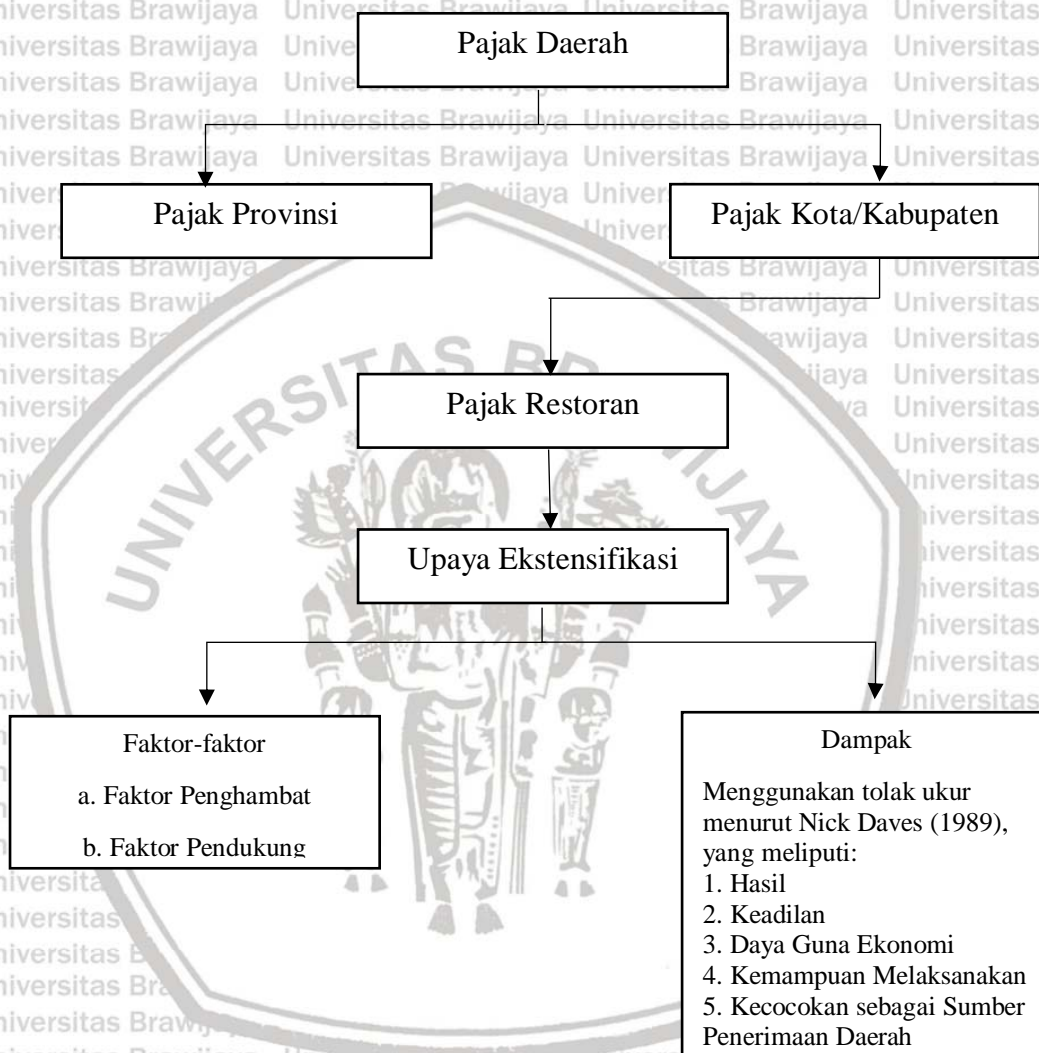 Pajak Daerah
Pajak Provinsi
Pajak Kota/Kabupaten
Pajak Restoran
Upaya Ekstensifikasi
Faktor-faktor
a. Faktor Penghambat
b. Faktor Pendukung
Dampak
Menggunakan tolak ukur
menurut Nick Daves (1989),
yang meliputi:
1. Hasil
2. Keadilan
3. Daya Guna Ekonomi
4. Kemampuan Melaksanakan
5. Kecocokan sebagai Sumber
Penerimaan Daerah
UNIVERSITAS BRAWIJAYA